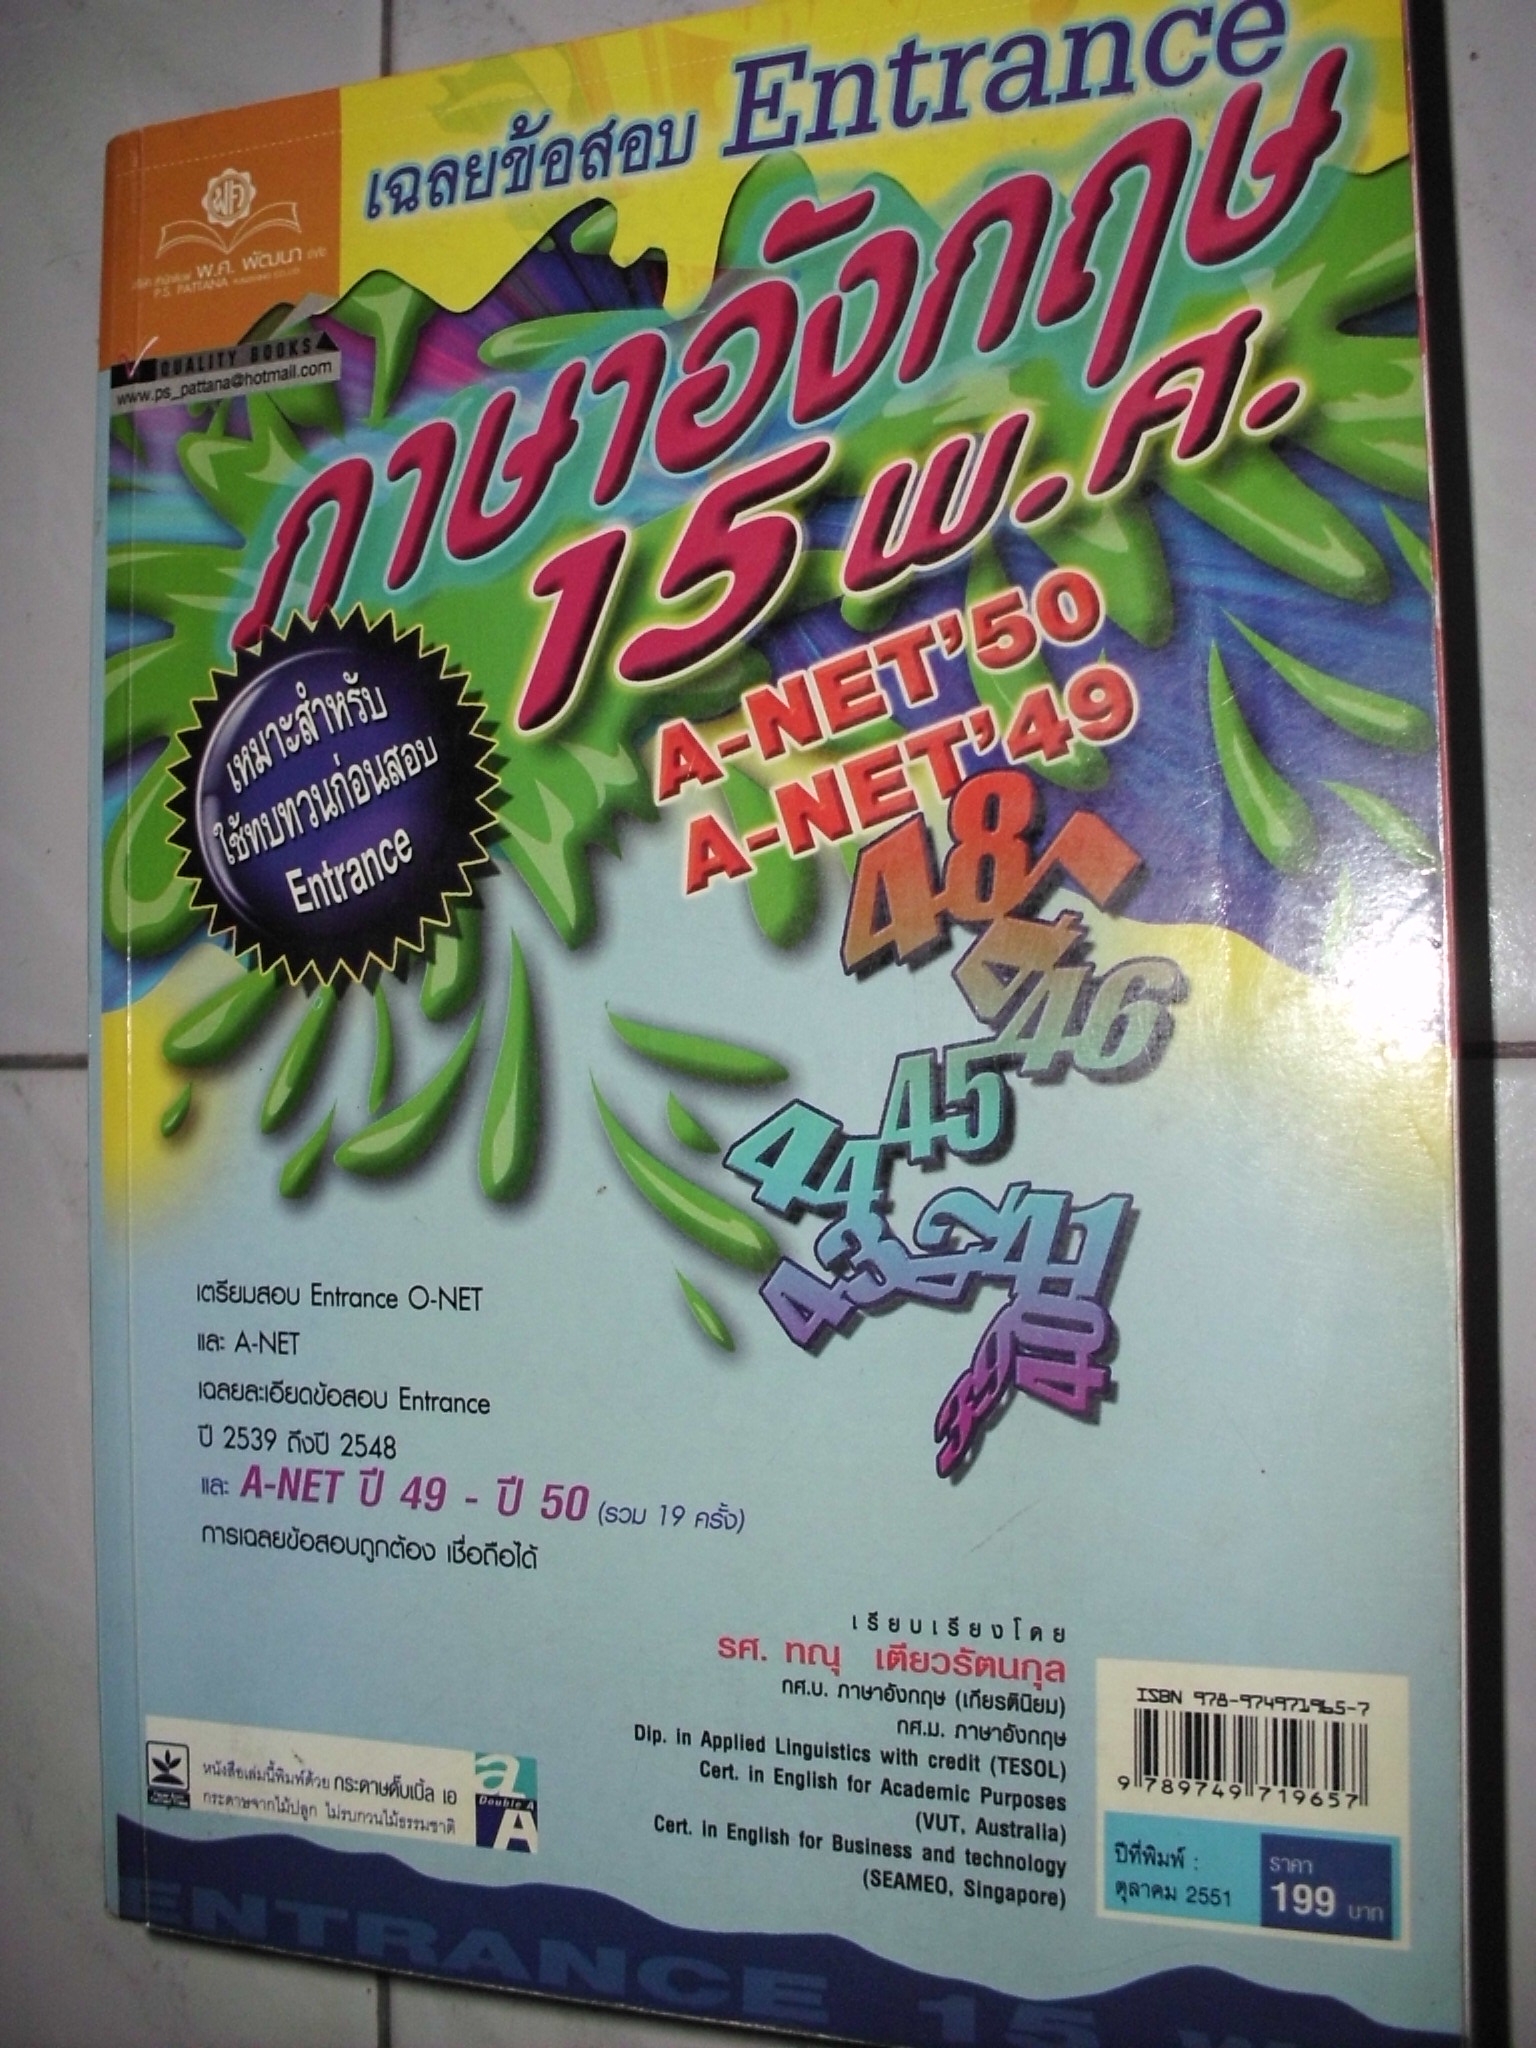 เฉลยข้อสอบ Entrance
พ.ศ. พัฒนา
P.S. PATTANA
QUALITY BOOKS
www.ps_pattana@hotmail.com
ภาษาอังกฤษ
15 พ.ศ.
A-NET'50
A-NET'49
48
47
46
45
44
43
42
41
40
39
เหมาะสำหรับ
ใช้ทบทวนก่อนสอบ
Entrance
เตรียมสอบ Entrance O-NET
และ A-NET
เฉลยละเอียดข้อสอบ Entrance
ปี 2539 ถึงปี 2548
และ A-NET ปี 49 - ปี 50 (รวม 19 ครั้ง)
การเฉลยข้อสอบถูกต้อง เชื่อถือได้
เรียบเรียงโดย
รศ. ทณุ เตียวรัตนกุล
กศ.บ. ภาษาอังกฤษ (เกียรตินิยม)
กศ.ม. ภาษาอังกฤษ
Dip. in Applied Linguistics with credit (TESOL)
Cert. in English for Academic Purposes
(VUT, Australia)
Cert. in English for Business and technology
(SEAMEO, Singapore)
ISBN 978-974971965-7
9 789749 719657
ปีที่พิมพ์ :
ตุลาคม 2551
ราคา
199 บาท
หนังสือเล่มนี้พิมพ์ด้วย กระดาษดั๊บเบิ้ล เอ
กระดาษจากไม้ปลูก ไม่รบกวนไม้ธรรมชาติ
Double A
ENTRANCE 15